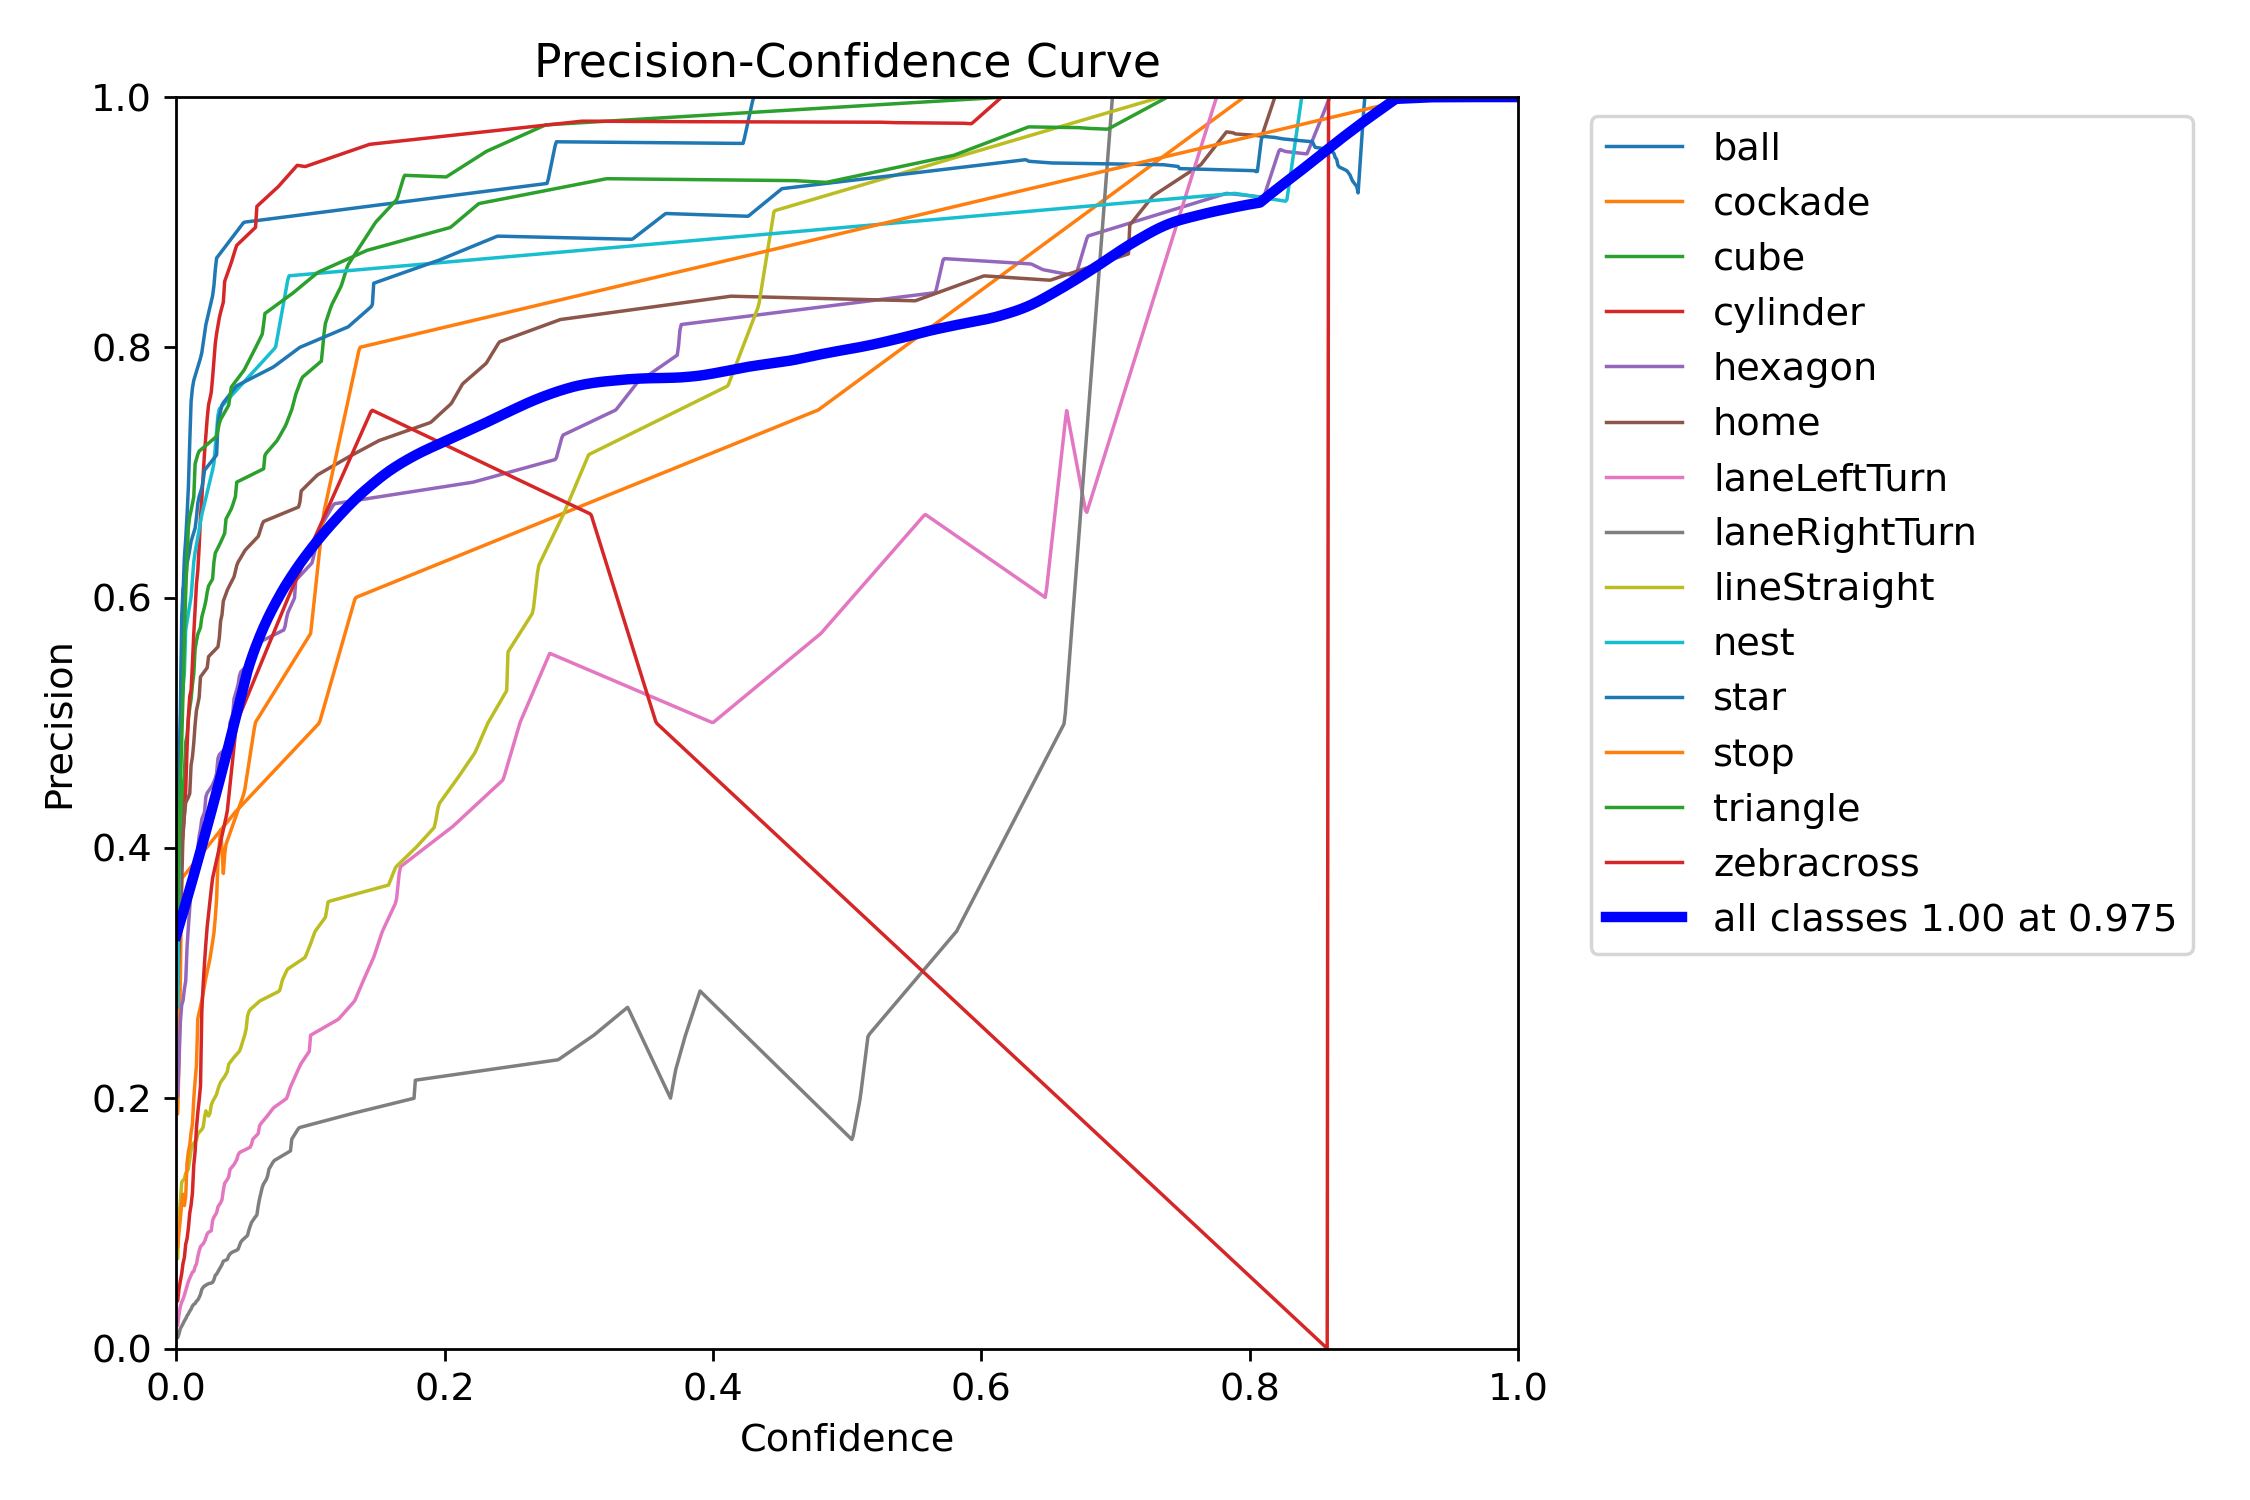 Precision-Confidence Curve
1.0
0.8
0.6
0.4
0.2
0.0
Precision
0.0 0.2 0.4 0.6 0.8 1.0
Confidence
ball
cockade
cube
cylinder
hexagon
home
laneLeftTurn
laneRightTurn
lineStraight
nest
star
stop
triangle
zebracross
all classes 1.00 at 0.975